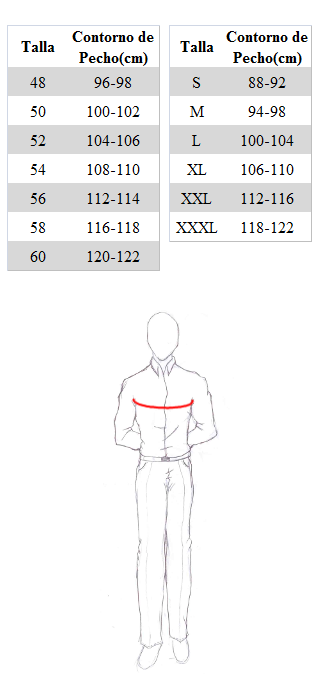 Talla Contorno de Pecho(cm)
48 96-98
50 100-102
52 104-106
54 108-110
56 112-114
58 116-118
60 120-122
Talla Contorno de Pecho(cm)
S 88-92
M 94-98
L 100-104
XL 106-110
XXL 112-116
XXXL 118-122